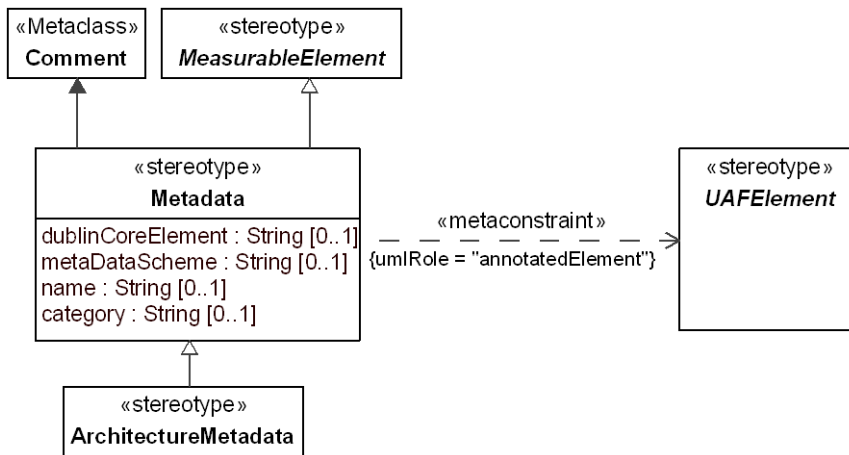 «Metaclass»
Comment
«stereotype»
MeasurableElement
«stereotype»
Metadata
dublinCoreElement : String [0..1]
metaDataScheme : String [0..1]
name : String [0..1]
category : String [0..1]
«metaconstraint»
{umlRole = "annotatedElement"}
«stereotype»
UAFElement
«stereotype»
ArchitectureMetadata